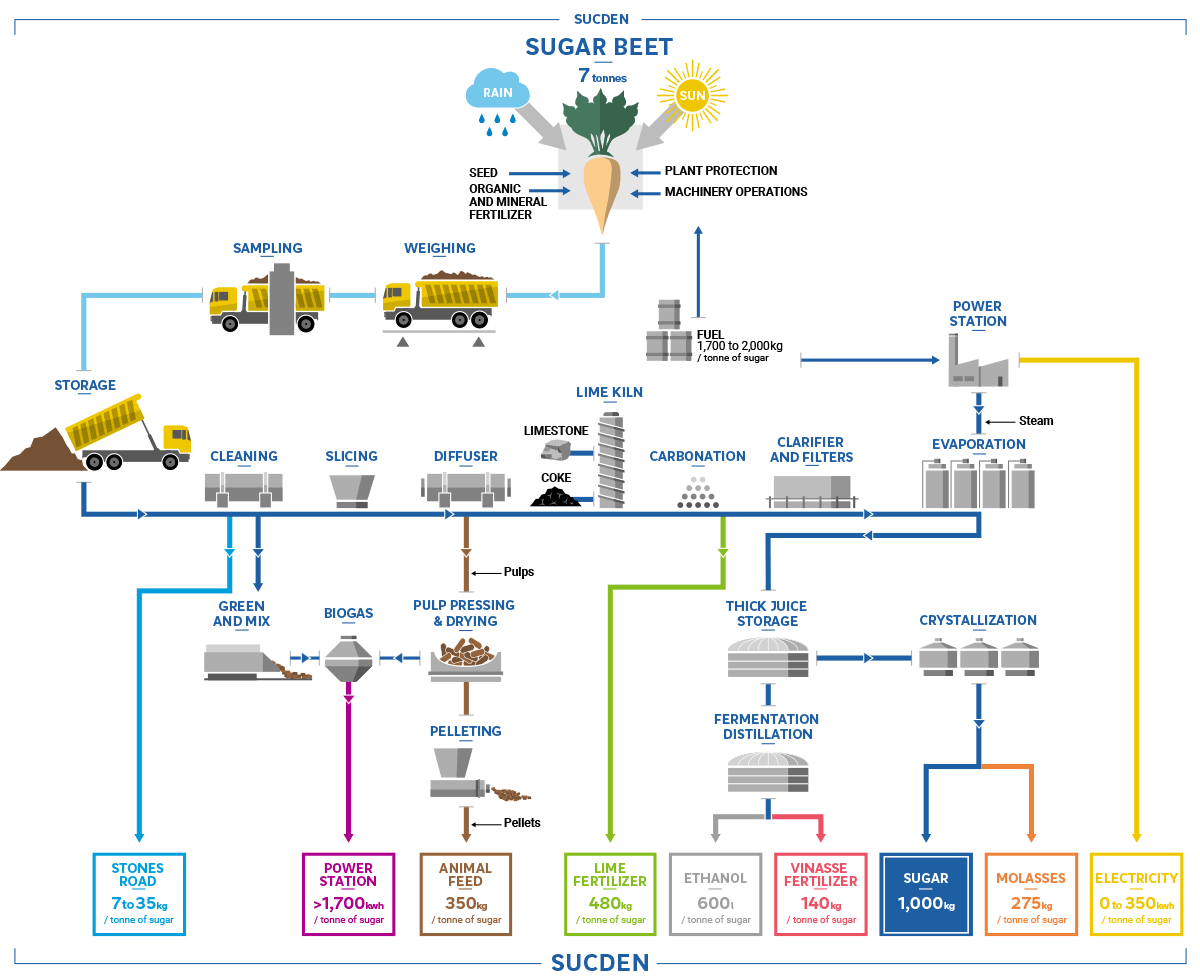 SUCDEN
SUGAR BEET
7 tonnes
RAIN
SUN
SEED
ORGANIC
AND MINERAL
FERTILIZER
PLANT PROTECTION
MACHINERY OPERATIONS
SAMPLING
WEIGHING
FUEL
1,700 to 2,000kg
/ tonne of sugar
POWER
STATION
STORAGE
Steam
LIME KILN
LIMESTONE
COKE
CLEANING
SLICING
DIFFUSER
CARBONATION
CLARIFIER
AND FILTERS
EVAPORATION
Pulps
GREEN
AND MIX
BIOGAS
PULP PRESSING
& DRYING
THICK JUICE
STORAGE
CRYSTALLIZATION
PELLETING
FERMENTATION
DISTILLATION
Pellets
STONES
ROAD
7 to 35kg
/ tonne of sugar
POWER
STATION
>1,700kwh
/ tonne of sugar
ANIMAL
FEED
350kg
/ tonne of sugar
LIME
FERTILIZER
480kg
/ tonne of sugar
ETHANOL
600l
/ tonne of sugar
VINASSE
FERTILIZER
140kg
/ tonne of sugar
SUGAR
1,000kg
MOLASSES
275kg
/ tonne of sugar
ELECTRICITY
0 to 350kwh
/ tonne of sugar
SUCDEN